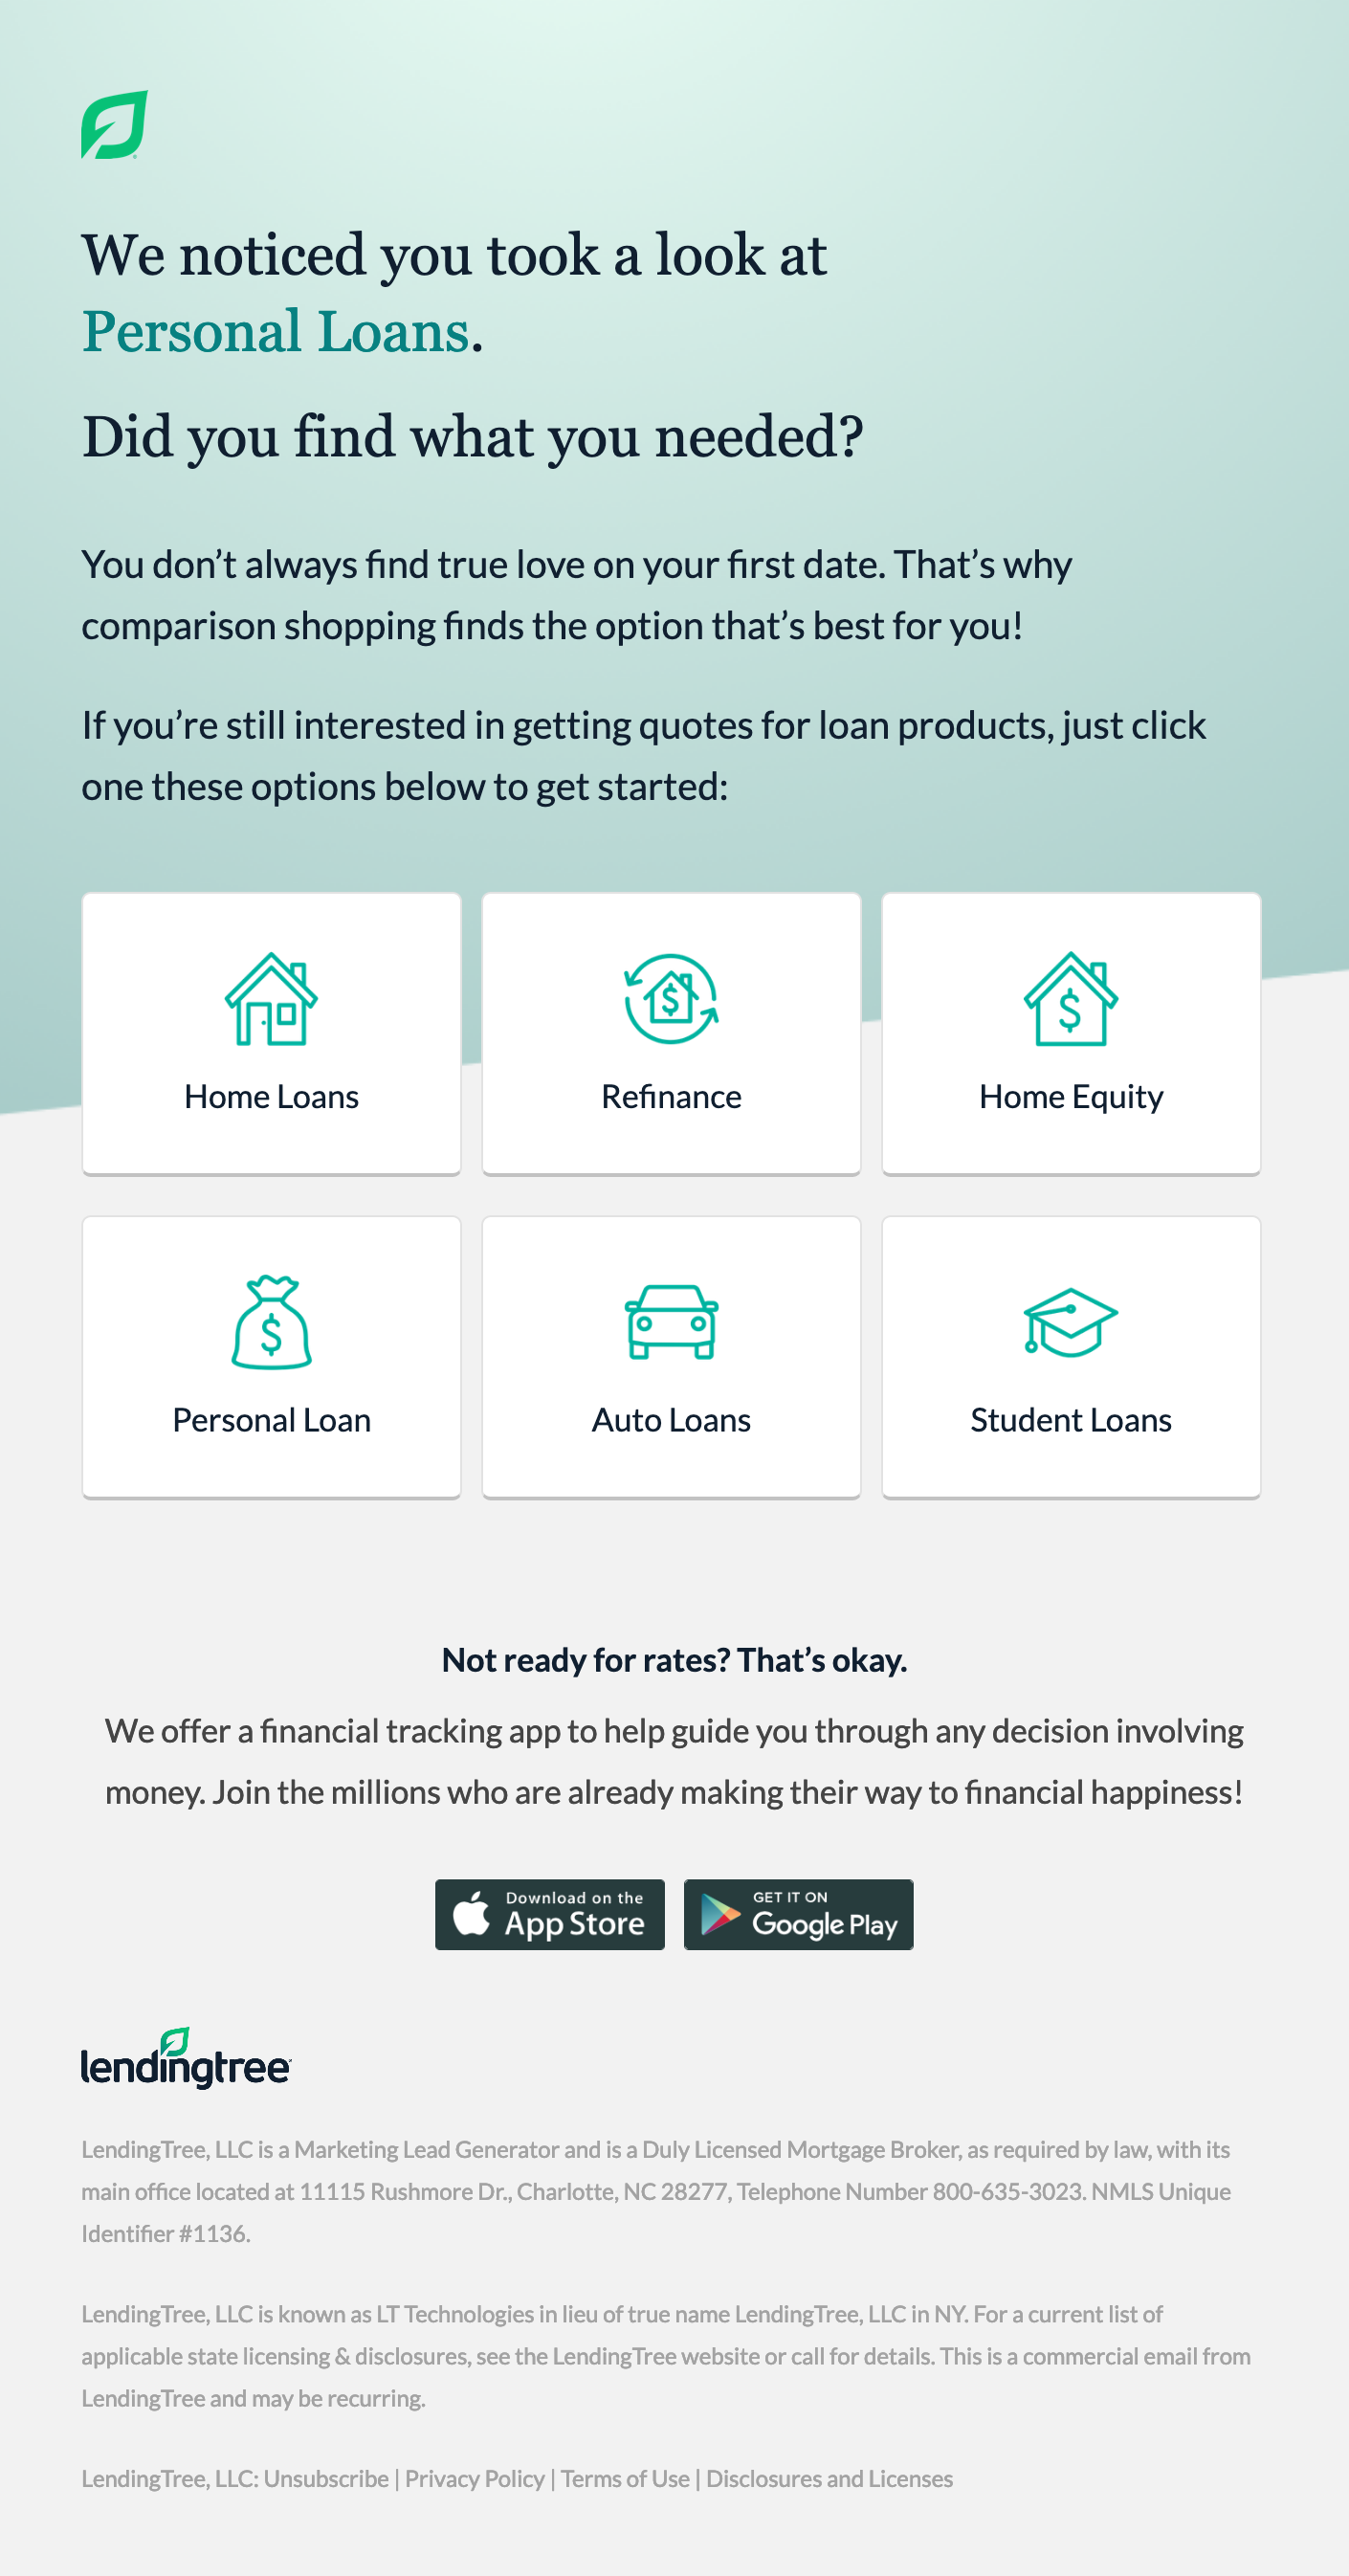 We noticed you took a look at
Personal Loans.
Did you find what you needed?
You don’t always find true love on your first date. That’s why
comparison shopping finds the option that’s best for you!
If you’re still interested in getting quotes for loan products, just click
one these options below to get started:
Home Loans
Refinance
Home Equity
Personal Loan
Auto Loans
Student Loans
Not ready for rates? That’s okay.
We offer a financial tracking app to help guide you through any decision involving
money. Join the millions who are already making their way to financial happiness!
Download on the
App Store
GET IT ON
Google Play
lendingtree
LendingTree, LLC is a Marketing Lead Generator and is a Duly Licensed Mortgage Broker, as required by law, with its
main office located at 11115 Rushmore Dr., Charlotte, NC 28277, Telephone Number 800-635-3023. NMLS Unique
Identifier #1136.
LendingTree, LLC is known as LT Technologies in lieu of true name LendingTree, LLC in NY. For a current list of
applicable state licensing & disclosures, see the LendingTree website or call for details. This is a commercial email from
LendingTree and may be recurring.
LendingTree, LLC: Unsubscribe | Privacy Policy | Terms of Use | Disclosures and Licenses